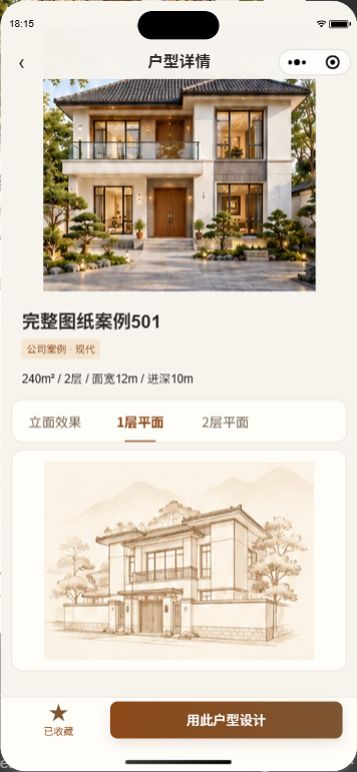 18:15
户型详情
完整图纸案例501
公司案例 · 现代
240m² / 2层 / 面宽12m / 进深10m
立面效果 1层平面 2层平面
已收藏
用此户型设计